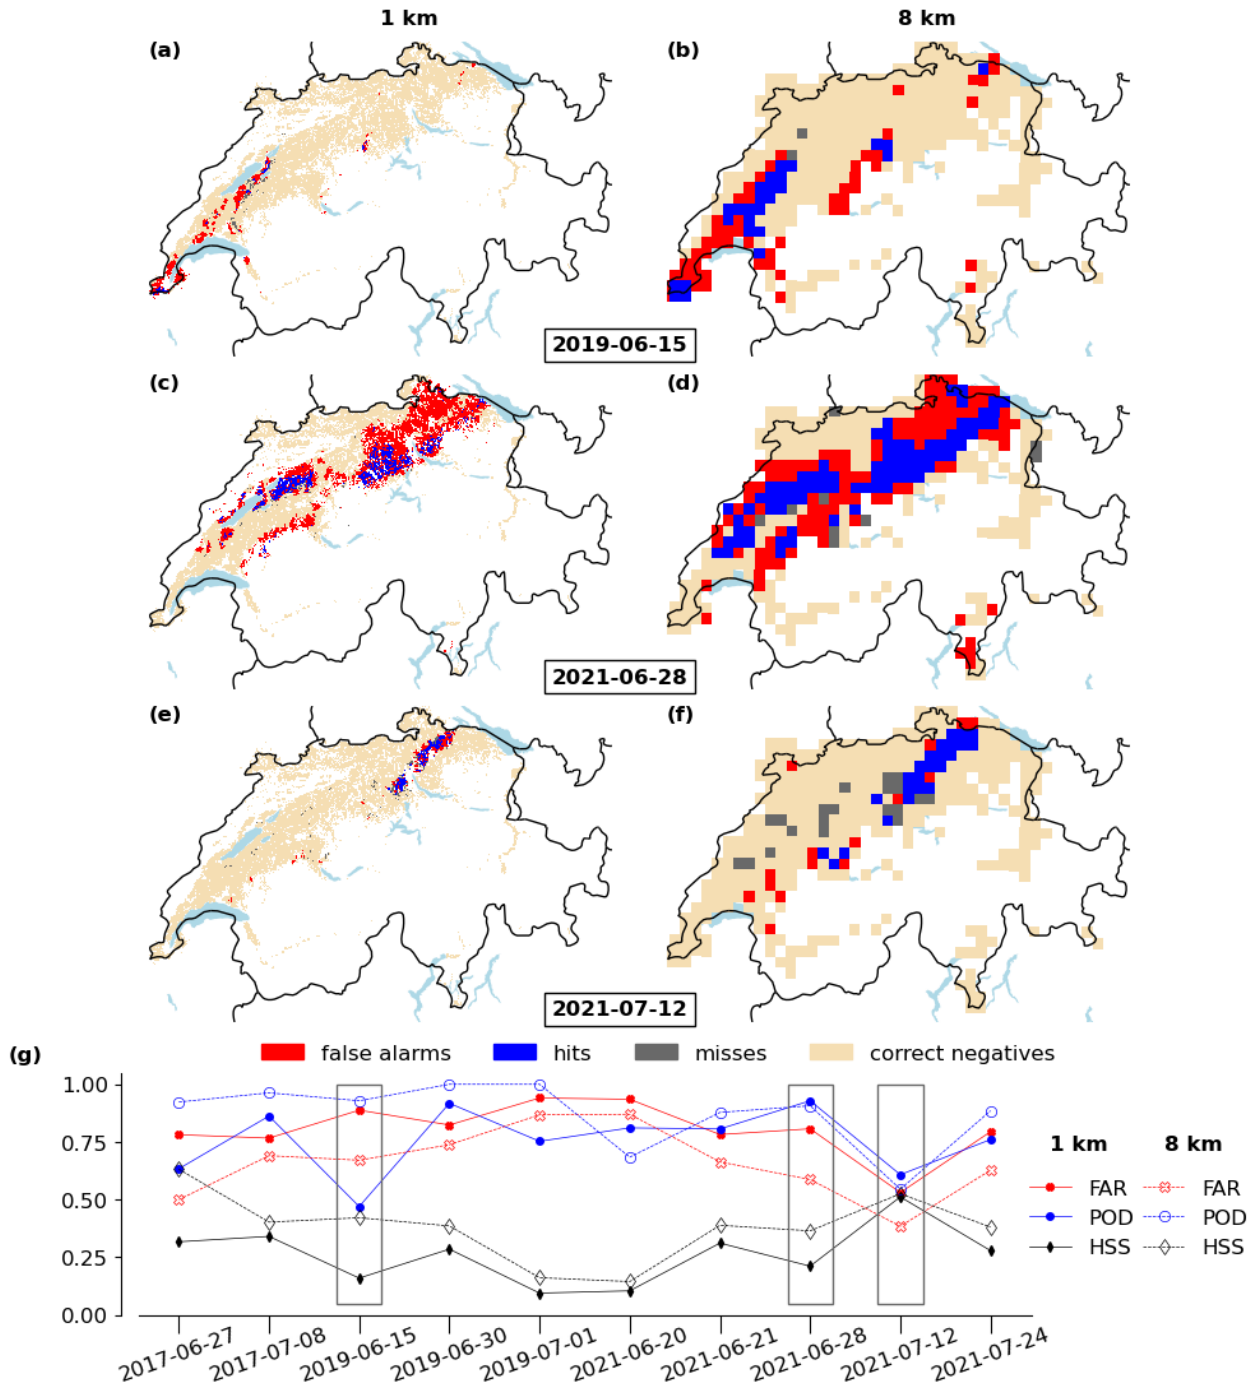 1 km 8 km
(a) (b)
2019-06-15
(c) (d)
2021-06-28
(e) (f)
2021-07-12
(g)
false alarms hits misses correct negatives
1.00
0.75
0.50
0.25
0.00
1 km 8 km
FAR FAR
POD POD
HSS HSS
2017-06-27 2017-07-08 2019-06-15 2019-06-30 2019-07-01 2021-06-20 2021-06-21 2021-06-28 2021-07-12 2021-07-24